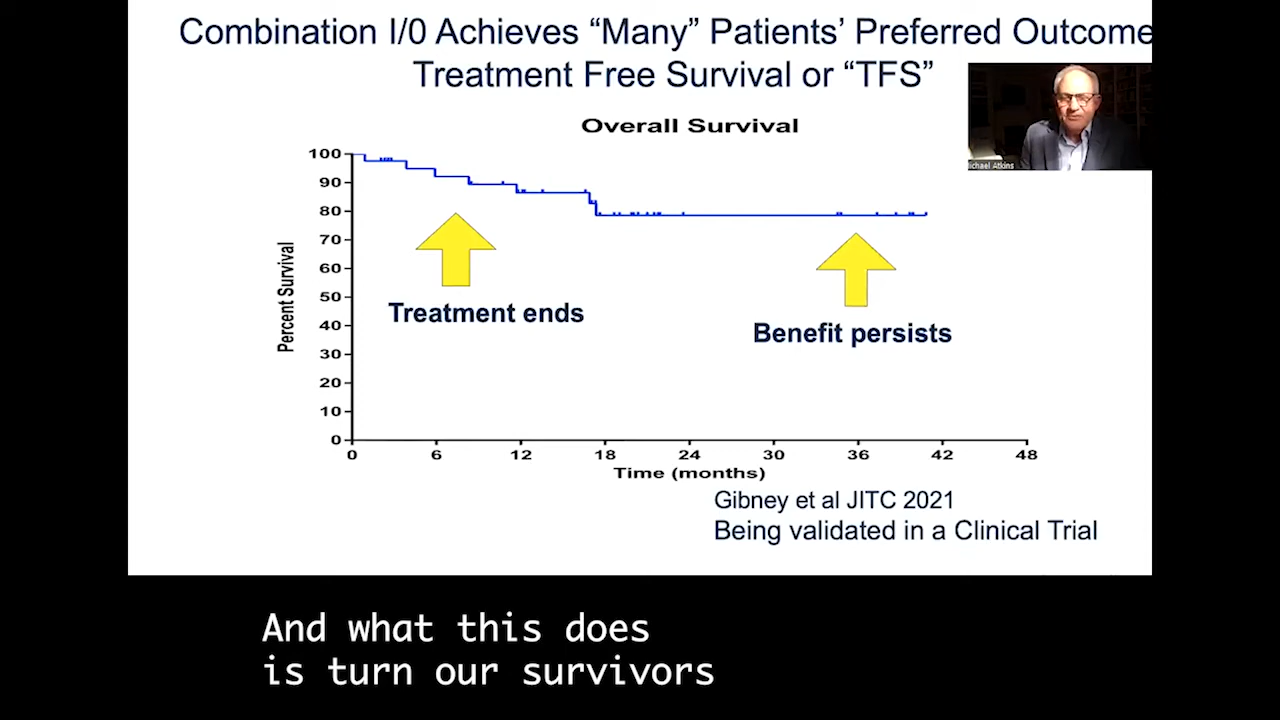 Combination I/0 Achieves “Many” Patients’ Preferred Outcome
Treatment Free Survival or “TFS”
Michael Atkins
Overall Survival
Percent Survival
100
90
80
70
60
50
40
30
20
10
0
Treatment ends
Benefit persists
0 6 12 18 24 30 36 42 48
Time (months)
Gibney et al JITC 2021
Being validated in a Clinical Trial
And what this does
is turn our survivors